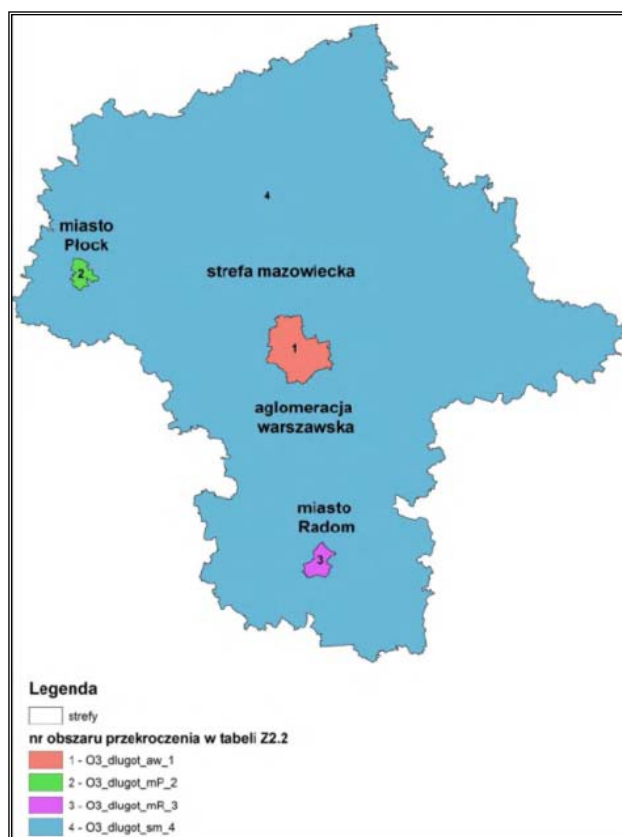 4
miasto
Płock
2
strefa mazowiecka
1
aglomeracja
warszawska
miasto
Radom
3
Legenda
strefy
nr obszaru przekroczenia w tabeli Z2.2
1 - O3_dlugot_aw_1
2 - O3_dlugot_mP_2
3 - O3_dlugot_mR_3
4 - O3_dlugot_sm_4